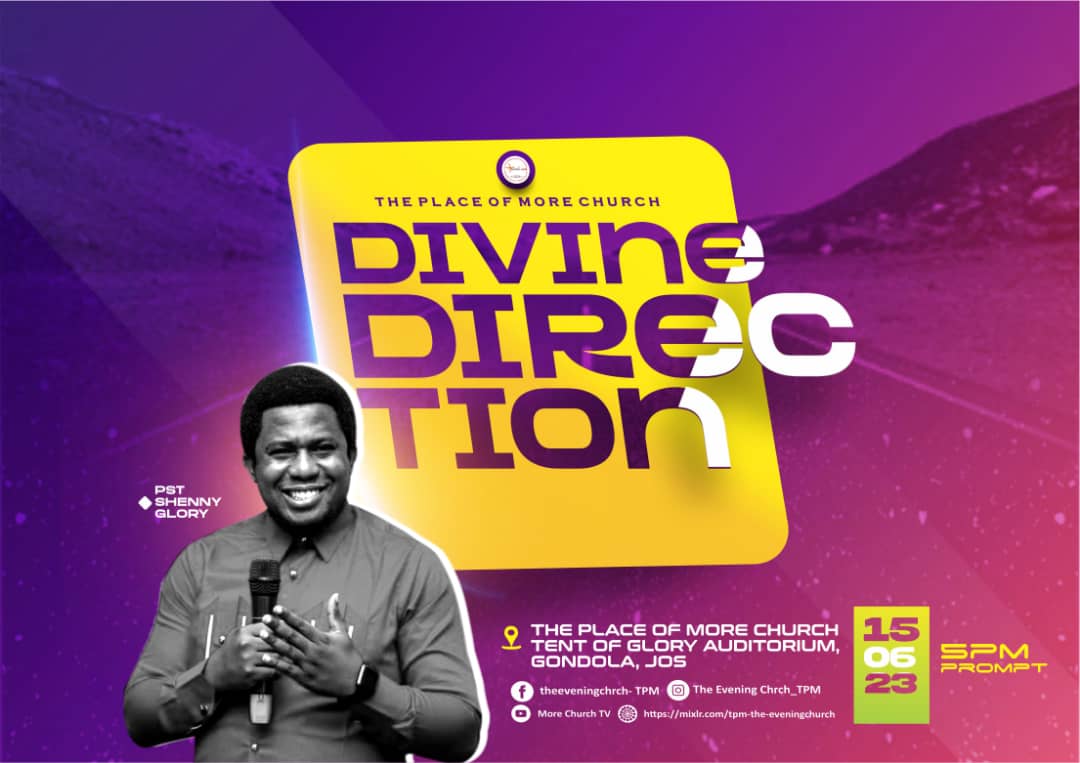 THE PLACE OF MORE CHURCH
DIVINE
DIREC
TION
PST
SHENNY
GLORY
THE PLACE OF MORE CHURCH
TENT OF GLORY AUDITORIUM,
GONDOLA, JOS
theeveningchrch- TPM
The Evening Chrch_TPM
More Church TV
https://mixlr.com/tpm-the-eveningchurch
15
06
23
5PM
PROMPT